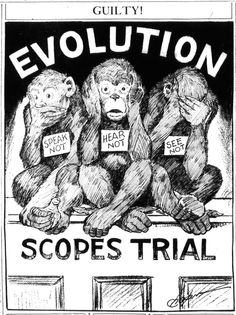 GUILTY!
EVOLUTION
SPEAK
NOT
HEAR
NOT
SEE
NOT
SCOPES TRIAL